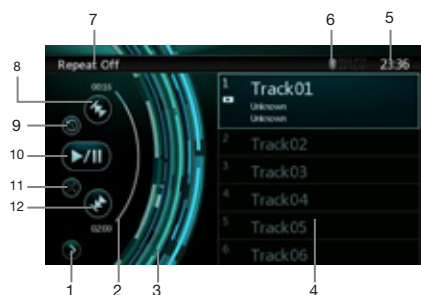 7
6
5
8
Repeat Off
23:36
00:15
1
Track01
Unknown
Unknown
9
2
Track02
10
3
Track03
11
4
Track04
12
5
Track05
02:00
6
Track06
1
2
3
4